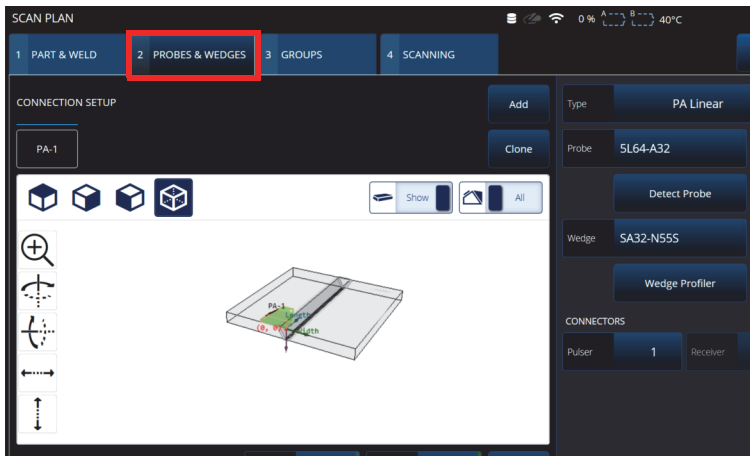 SCAN PLAN
0 % A B 40°C
1 PART & WELD 2 PROBES & WEDGES 3 GROUPS 4 SCANNING
CONNECTION SETUP
Add
Type PA Linear
PA-1
Clone
Probe 5L64-A32
Show
All
Detect Probe
Wedge SA32-N55S
Wedge Profiler
PA-1
Length
(0, 0)
Width
CONNECTORS
Pulser 1 Receiver